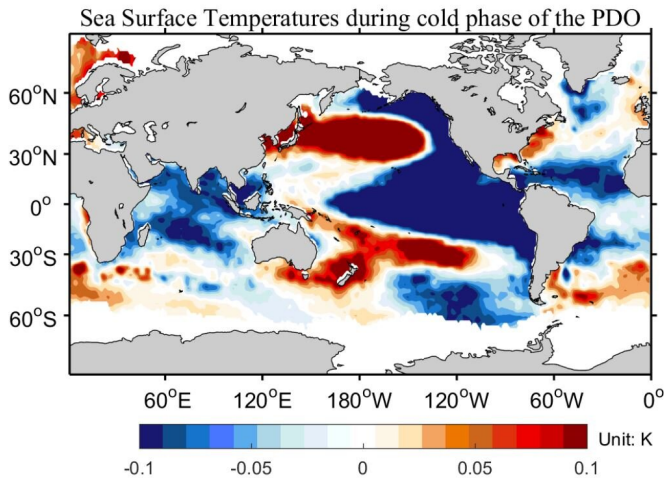 Sea Surface Temperatures during cold phase of the PDO
60°N
30°N
0°
30°S
60°S
60°E 120°E 180°W 120°W 60°W 0°
Unit: K
-0.1 -0.05 0 0.05 0.1